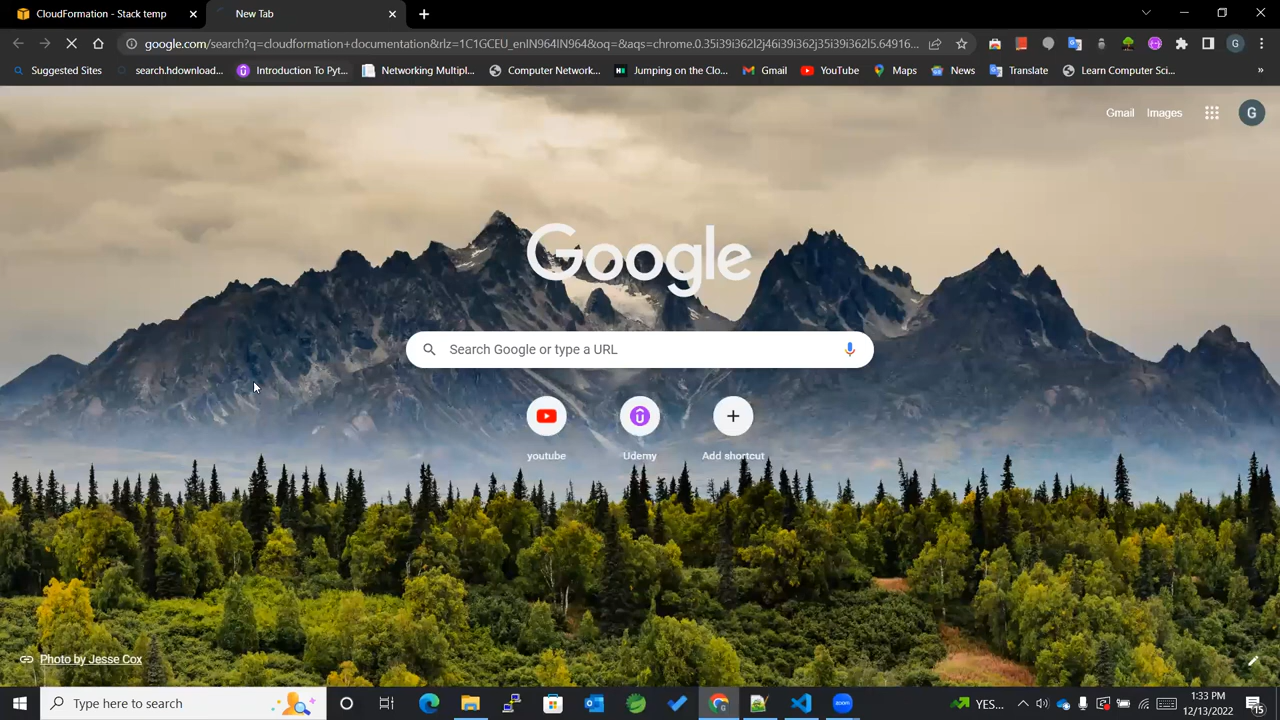 CloudFormation - Stack temp
New Tab
google.com/search?q=cloudformation+documentation&rlz=1C1GCEU_enIN964IN964&oq=&aqs=chrome.0.35i39i362l2j46i39i362j35i39i362l5.64916...
Suggested Sites
search.hdownload...
Introduction To Pyt...
Networking Multipl...
Computer Network...
Jumping on the Clo...
Gmail
YouTube
Maps
News
Translate
Learn Computer Sci...
»
Gmail Images
G
Google
Search Google or type a URL
youtube
Udemy
Add shortcut
Photo by Jesse Cox
Type here to search
YES...
1:33 PM
12/13/2022
15